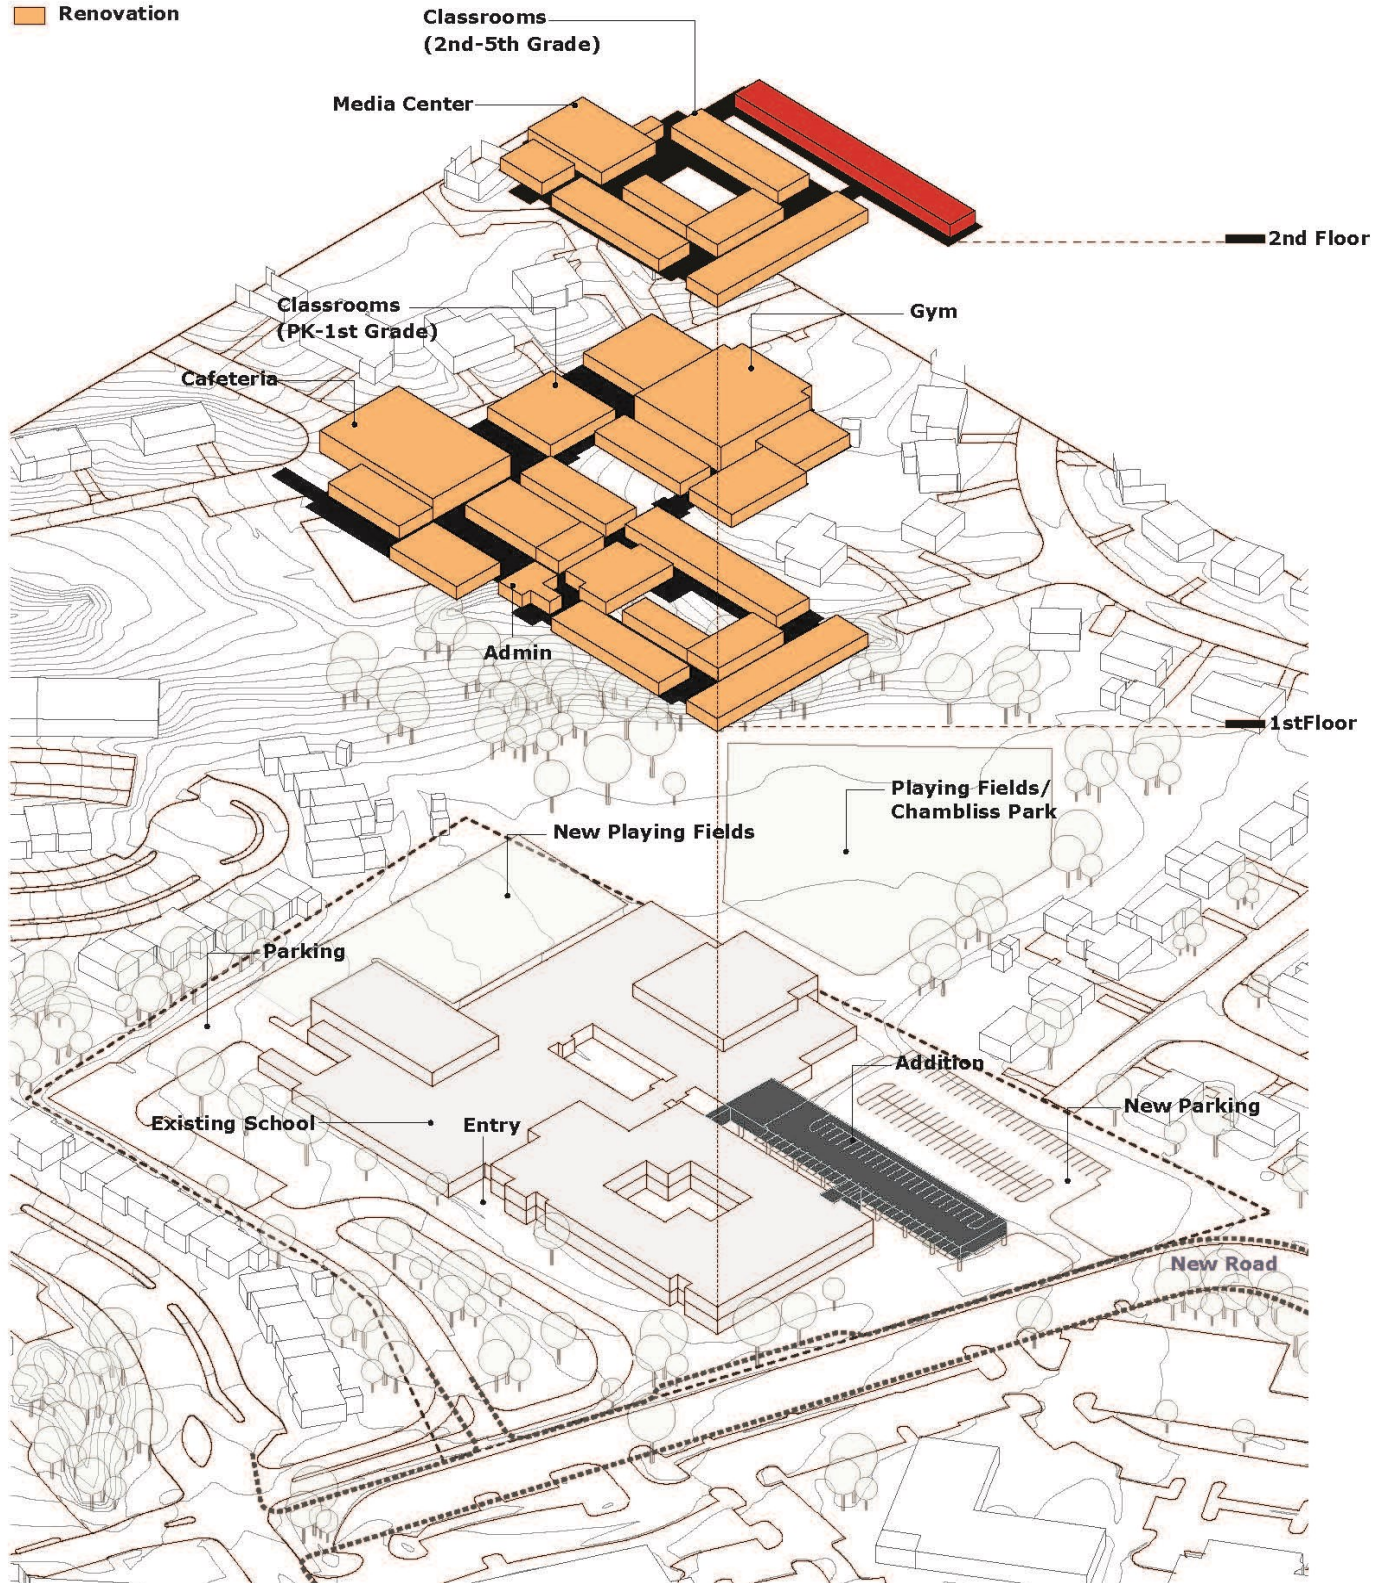 Renovation
Classrooms
(2nd-5th Grade)
Media Center
2nd Floor
Classrooms
(PK-1st Grade)
Gym
Cafeteria
Admin
1stFloor
Playing Fields/
Chambliss Park
New Playing Fields
Parking
Addition
New Parking
Existing School
Entry
New Road